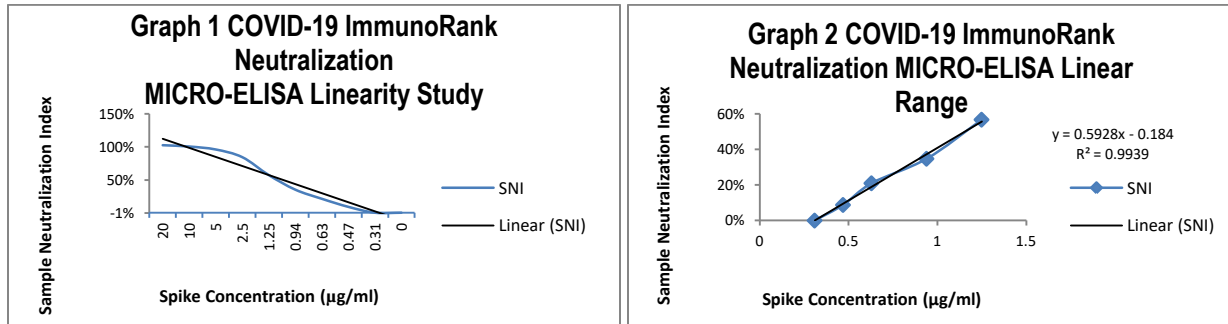 Graph 1 COVID-19 ImmunoRank
Neutralization
MICRO-ELISA Linearity Study
Sample Neutralization Index
150%
100%
50%
-1%
20
10
5
2.5
1.25
0.94
0.63
0.47
0.31
0
Spike Concentration (µg/ml)
SNI
Linear (SNI)
Graph 2 COVID-19 ImmunoRank
Neutralization MICRO-ELISA Linear
Range
Sample Neutralization Index
60%
40%
20%
0%
0
0.5
1
1.5
Spike Concentration (µg/ml)
y = 0.5928x - 0.184
R² = 0.9939
SNI
Linear (SNI)